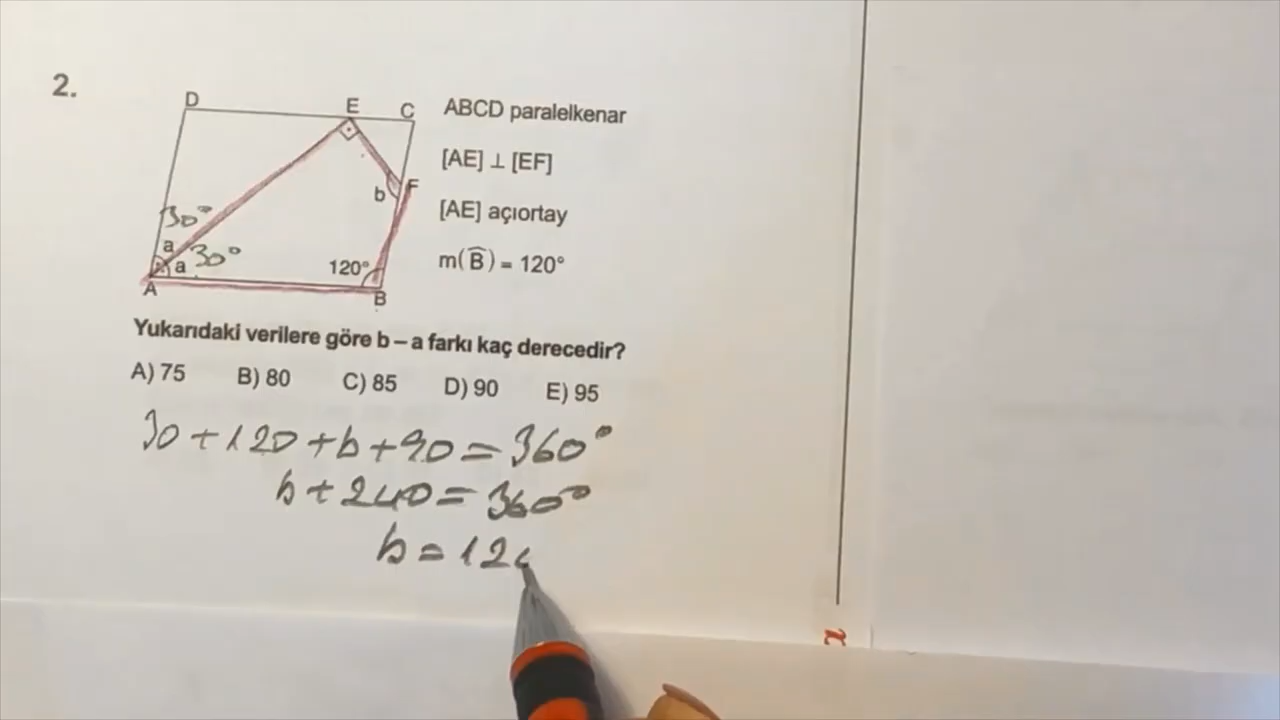 2.
D E C
ABCD paralelkenar
[AE] ⊥ [EF]
b F
[AE] açıortay
30°
a 30°
a
120°
m(B̂) = 120°
A B
Yukarıdaki verilere göre b – a farkı kaç derecedir?
A) 75 B) 80 C) 85 D) 90 E) 95
30 + 120 + b + 90 = 360°
b + 240 = 360°
b = 120